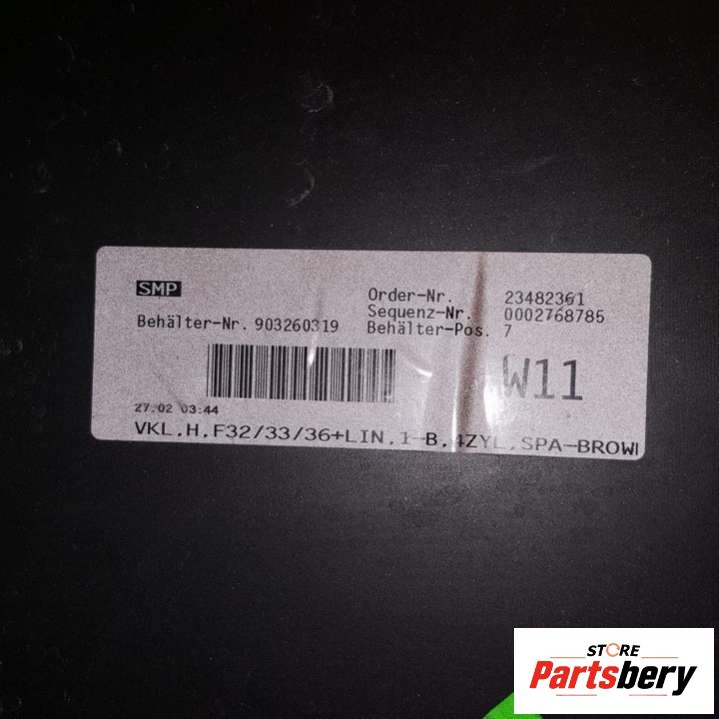 SMP
Order-Nr. 23482361
Sequenz-Nr. 0002768785
Behälter-Nr. 903260319 Behälter-Pos. 7
W11
27.02 03:44
VKL.H.F32/33/36+LIN.1-B.4ZYL.SPA-BROW
STORE
Partsbery